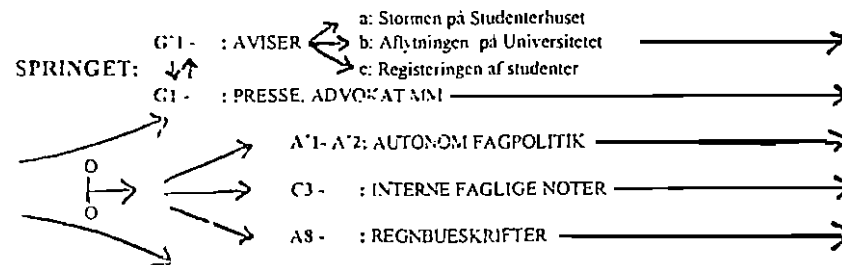 a: Stormen på Studenterhuset
G'1 - : AVISER
b: Aflytningen på Universitetet
SPRINGET:
c: Registeringen af studenter
G1 - : PRESSE, ADVOKAT MM
A'1- A'2: AUTONOM FAGPOLITIK
O
C3 - : INTERNE FAGLIGE NOTER
O
A8 - : REGNBUESKRIFTER